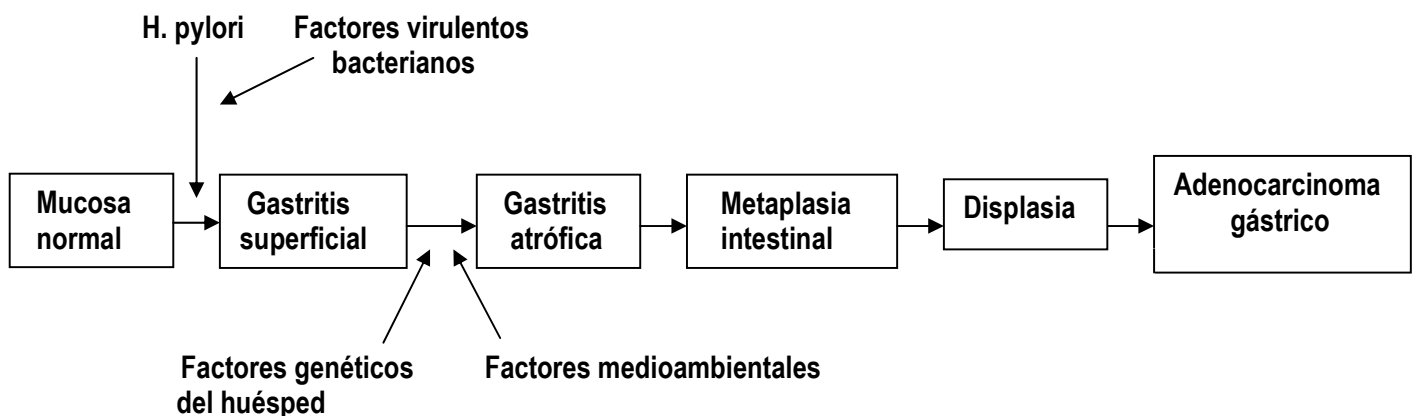 H. pylori
Factores virulentos
bacterianos
Mucosa
normal
Gastritis
superficial
Gastritis
atrófica
Metaplasia
intestinal
Displasia
Adenocarcinoma
gástrico
Factores genéticos
del huésped
Factores medioambientales